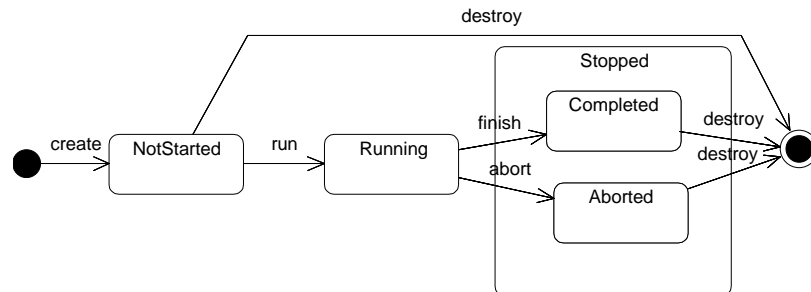 destroy
Stopped
Completed
finish
destroy
create
NotStarted
run
Running
destroy
abort
Aborted